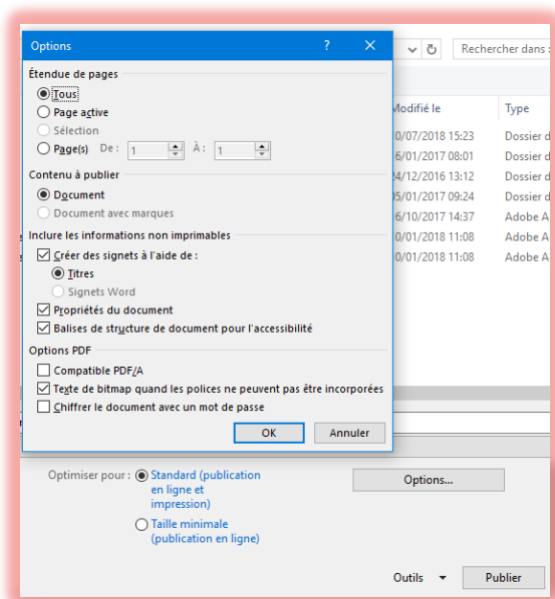 Options ? ×
Rechercher dans :
Étendue de pages
Tous
Page active
Sélection
Page(s) De : 1 À : 1
Contenu à publier
Document
Document avec marques
Inclure les informations non imprimables
Créer des signets à l'aide de :
Titres
Signets Word
Propriétés du document
Balises de structure de document pour l'accessibilité
Options PDF
Compatible PDF/A
Texte de bitmap quand les polices ne peuvent pas être incorporées
Chiffrer le document avec un mot de passe
OK Annuler
Modifié le Type
0/07/2018 15:23 Dossier d
6/01/2017 08:01 Dossier d
24/12/2016 13:12 Dossier d
05/01/2017 09:24 Dossier d
6/10/2017 14:37 Adobe A
0/01/2018 11:08 Adobe A
0/01/2018 11:08 Adobe A
Optimiser pour : Standard (publication
en ligne et
impression)
Taille minimale
(publication en ligne)
Options...
Outils Publier